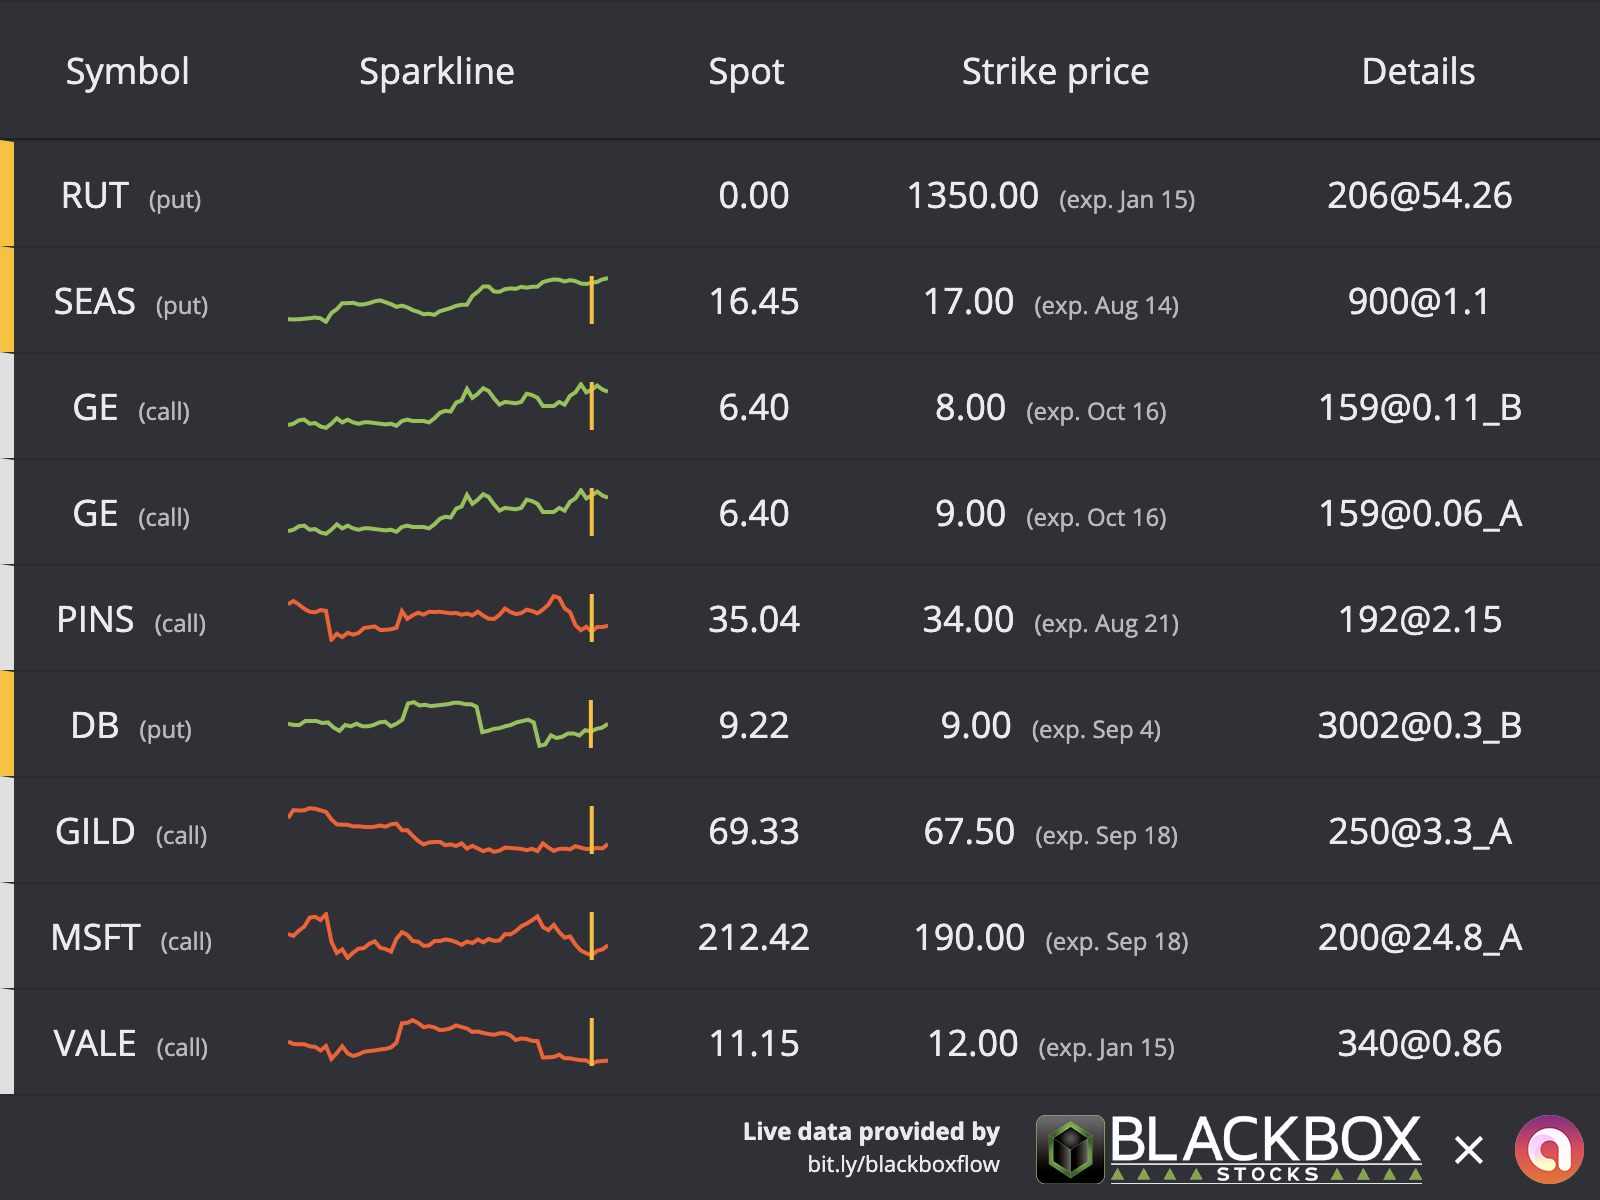 Symbol Sparkline Spot Strike price Details
RUT (put) 0.00 1350.00 (exp. Jan 15) 206@54.26
SEAS (put) 16.45 17.00 (exp. Aug 14) 900@1.1
GE (call) 6.40 8.00 (exp. Oct 16) 159@0.11_B
GE (call) 6.40 9.00 (exp. Oct 16) 159@0.06_A
PINS (call) 35.04 34.00 (exp. Aug 21) 192@2.15
DB (put) 9.22 9.00 (exp. Sep 4) 3002@0.3_B
GILD (call) 69.33 67.50 (exp. Sep 18) 250@3.3_A
MSFT (call) 212.42 190.00 (exp. Sep 18) 200@24.8_A
VALE (call) 11.15 12.00 (exp. Jan 15) 340@0.86
Live data provided by
bit.ly/blackboxflow
BLACKBOX
STOCKS